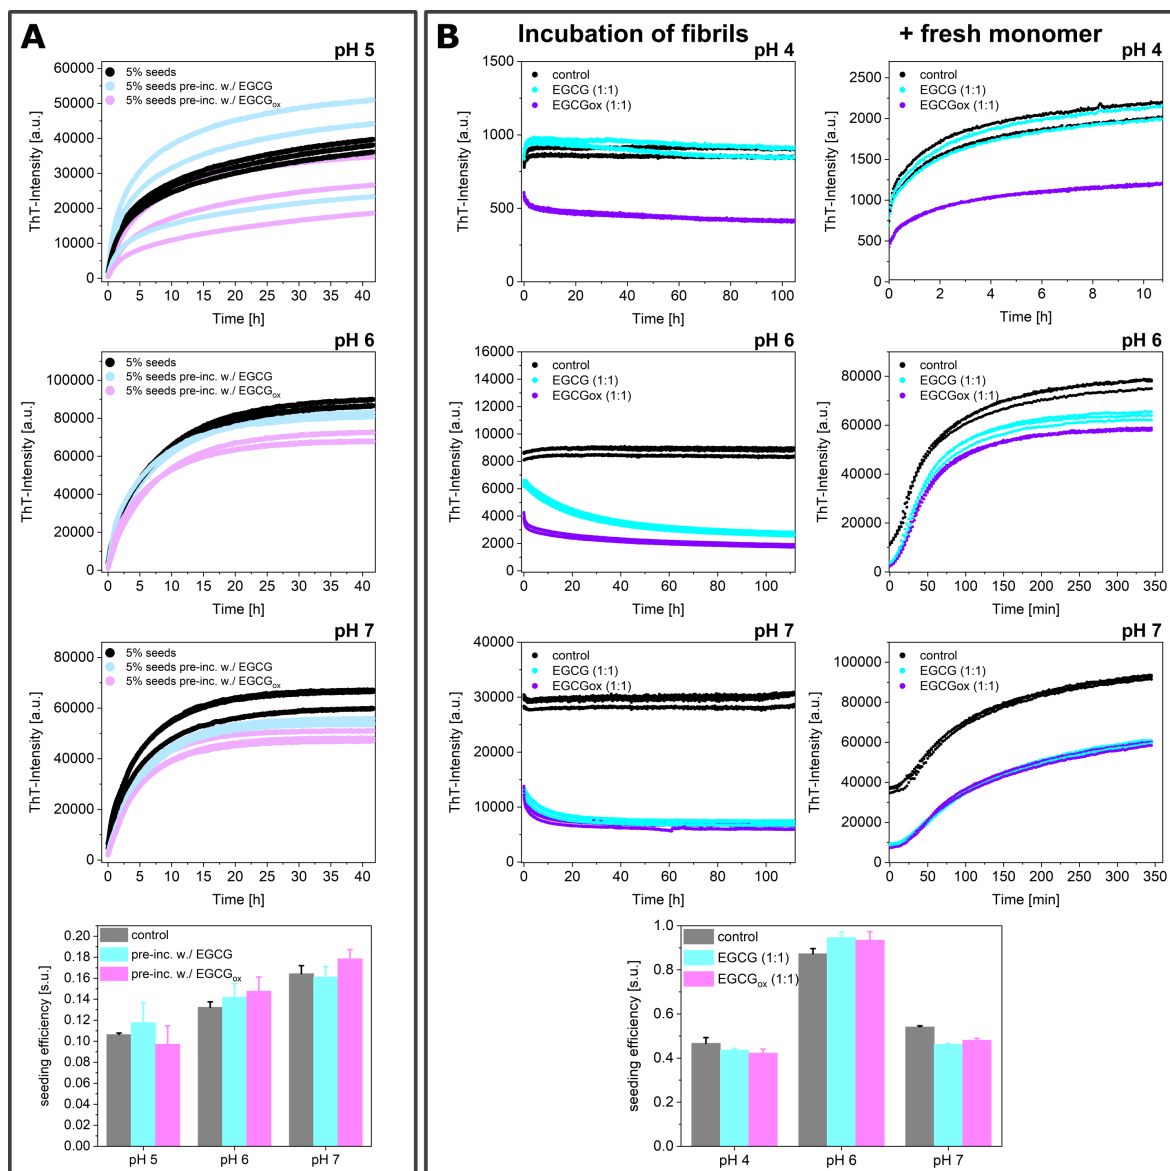 A
pH 5
5% seeds
5% seeds pre-inc. w./ EGCG
5% seeds pre-inc. w./ EGCGox
ThT-Intensity [a.u.]
60000
50000
40000
30000
20000
10000
0
0 5 10 15 20 25 30 35 40
Time [h]
pH 6
5% seeds
5% seeds pre-inc. w./ EGCG
5% seeds pre-inc. w./ EGCGox
ThT-Intensity [a.u.]
100000
80000
60000
40000
20000
0
0 5 10 15 20 25 30 35 40
Time [h]
pH 7
5% seeds
5% seeds pre-inc. w./ EGCG
5% seeds pre-inc. w./ EGCGox
ThT-Intensity [a.u.]
80000
60000
40000
20000
0
0 5 10 15 20 25 30 35 40
Time [h]
control
pre-inc. w./ EGCG
pre-inc. w./ EGCGox
seeding efficiency [s.u.]
0.20
0.18
0.16
0.14
0.12
0.10
0.08
0.06
0.04
0.02
0.00
pH 5 pH 6 pH 7
B
Incubation of fibrils
+ fresh monomer
pH 4
control
EGCG (1:1)
EGCGox (1:1)
ThT-Intensity [a.u.]
1500
1000
500
0
0 20 40 60 80 100
Time [h]
pH 4
control
EGCG (1:1)
EGCGox (1:1)
ThT-Intensity [a.u.]
2500
2000
1500
1000
500
0
0 2 4 6 8 10
Time [h]
pH 6
control
EGCG (1:1)
EGCGox (1:1)
ThT-Intensity [a.u.]
16000
14000
12000
10000
8000
6000
4000
2000
0
0 20 40 60 80 100
Time [h]
pH 6
control
EGCG (1:1)
EGCGox (1:1)
ThT-Intensity [a.u.]
80000
60000
40000
20000
0
0 50 100 150 200 250 300 350
Time [min]
pH 7
control
EGCG (1:1)
EGCGox (1:1)
ThT-Intensity [a.u.]
40000
30000
20000
10000
0
0 20 40 60 80 100
Time [h]
pH 7
control
EGCG (1:1)
EGCGox (1:1)
ThT-Intensity [a.u.]
100000
80000
60000
40000
20000
0
0 50 100 150 200 250 300 350
Time [min]
control
EGCG (1:1)
EGCGox (1:1)
seeding efficiency [s.u.]
1.0
0.8
0.6
0.4
0.2
0.0
pH 4 pH 6 pH 7